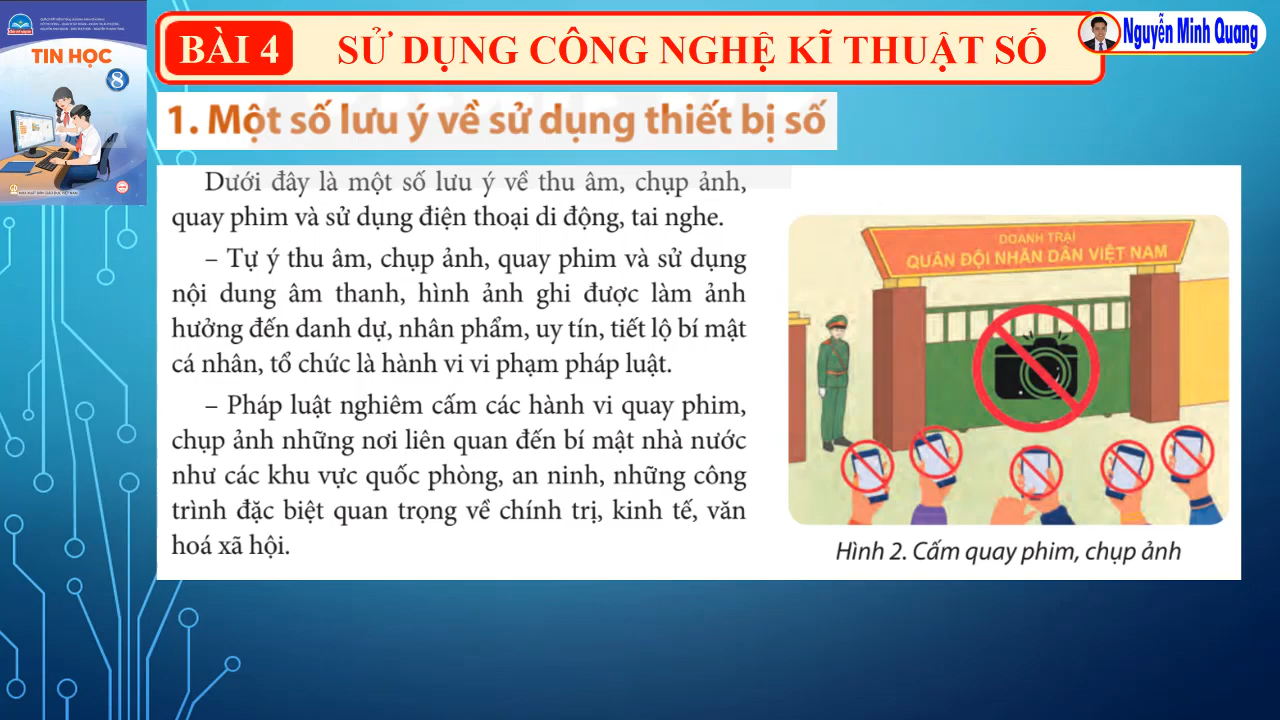 TIN HỌC
8
BÀI 4
SỬ DỤNG CÔNG NGHỆ KĨ THUẬT SỐ
Nguyễn Minh Quang
1. Một số lưu ý về sử dụng thiết bị số
Dưới đây là một số lưu ý về thu âm, chụp ảnh,
quay phim và sử dụng điện thoại di động, tai nghe.
– Tự ý thu âm, chụp ảnh, quay phim và sử dụng
nội dung âm thanh, hình ảnh ghi được làm ảnh
hưởng đến danh dự, nhân phẩm, uy tín, tiết lộ bí mật
cá nhân, tổ chức là hành vi vi phạm pháp luật.
– Pháp luật nghiêm cấm các hành vi quay phim,
chụp ảnh những nơi liên quan đến bí mật nhà nước
như các khu vực quốc phòng, an ninh, những công
trình đặc biệt quan trọng về chính trị, kinh tế, văn
hoá xã hội.
DOANH TRẠI
QUÂN ĐỘI NHÂN DÂN VIỆT NAM
Hình 2. Cấm quay phim, chụp ảnh